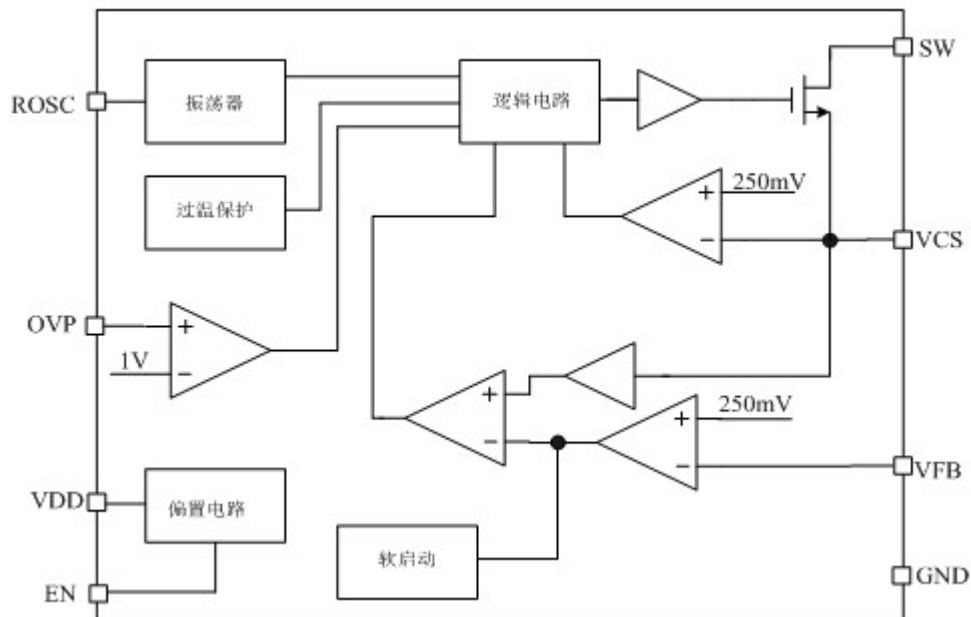 SW
ROSC
振荡器
逻辑电路
250mV
+
过温保护
−
VCS
OVP
+
1V
−
+
250mV
−
+
−
VFB
VDD
偏置电路
软启动
EN
GND